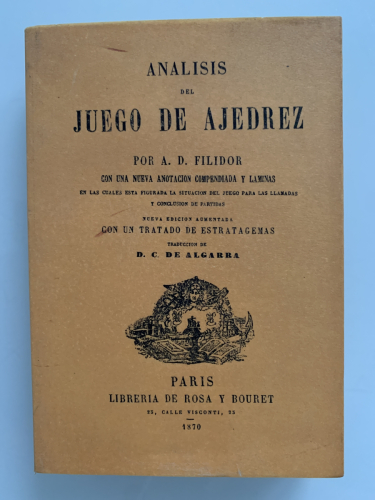 ANALISIS
DEL
JUEGO DE AJEDREZ
POR A. D. FILIDOR
CON UNA NUEVA ANOTACION COMPENDIADA Y LAMINAS
EN LAS CUALES ESTA FIGURADA LA SITUACION DEL JUEGO PARA LAS LLAMADAS
Y CONCLUSION DE PARTIDAS
NUEVA EDICION AUMENTADA
CON UN TRATADO DE ESTRATAGEMAS
TRADUCCION DE
D. C. DE ALGARRA
PARIS
LIBRERIA DE ROSA Y BOURET
23, CALLE VISCONTI, 23
1870